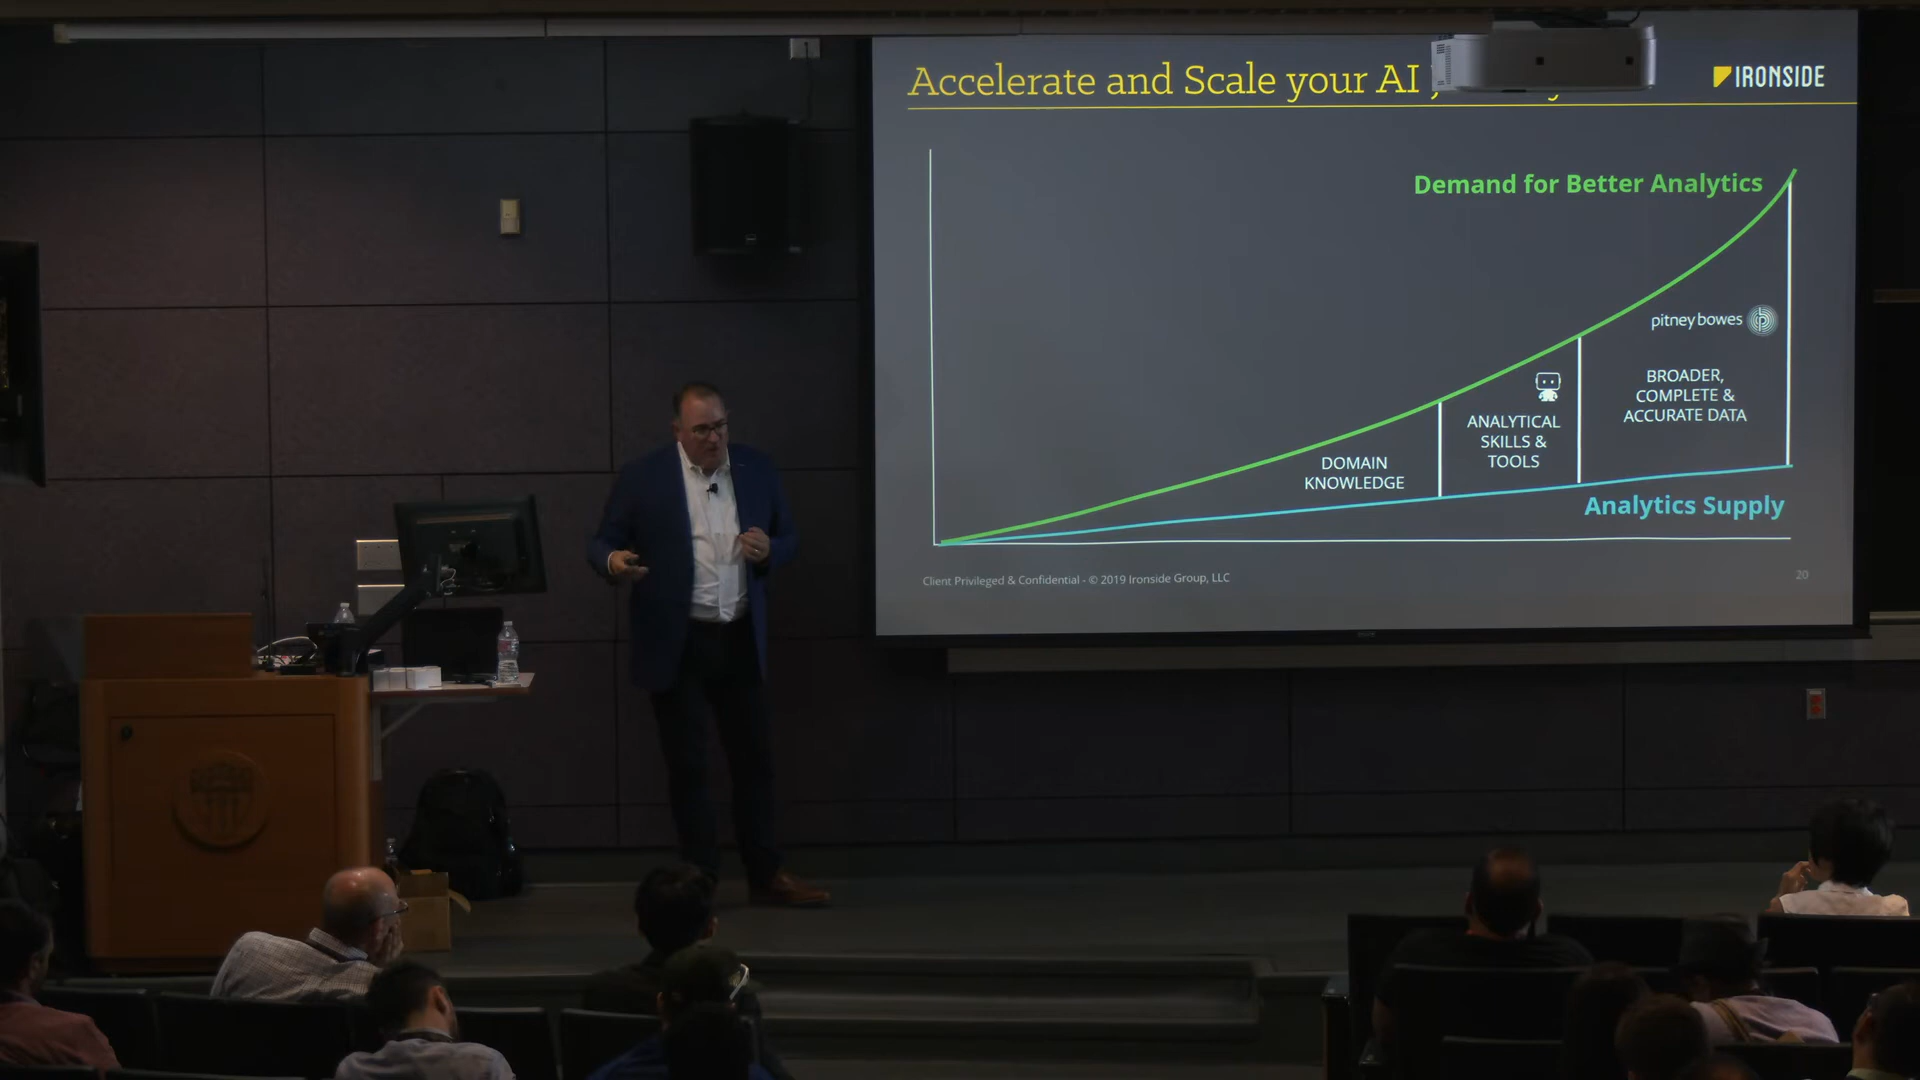 Accelerate and Scale your AI
IRONSIDE
Demand for Better Analytics
pitney bowes
BROADER,
COMPLETE &
ACCURATE DATA
ANALYTICAL
SKILLS &
TOOLS
DOMAIN
KNOWLEDGE
Analytics Supply
Client Privileged & Confidential - © 2019 Ironside Group, LLC
20